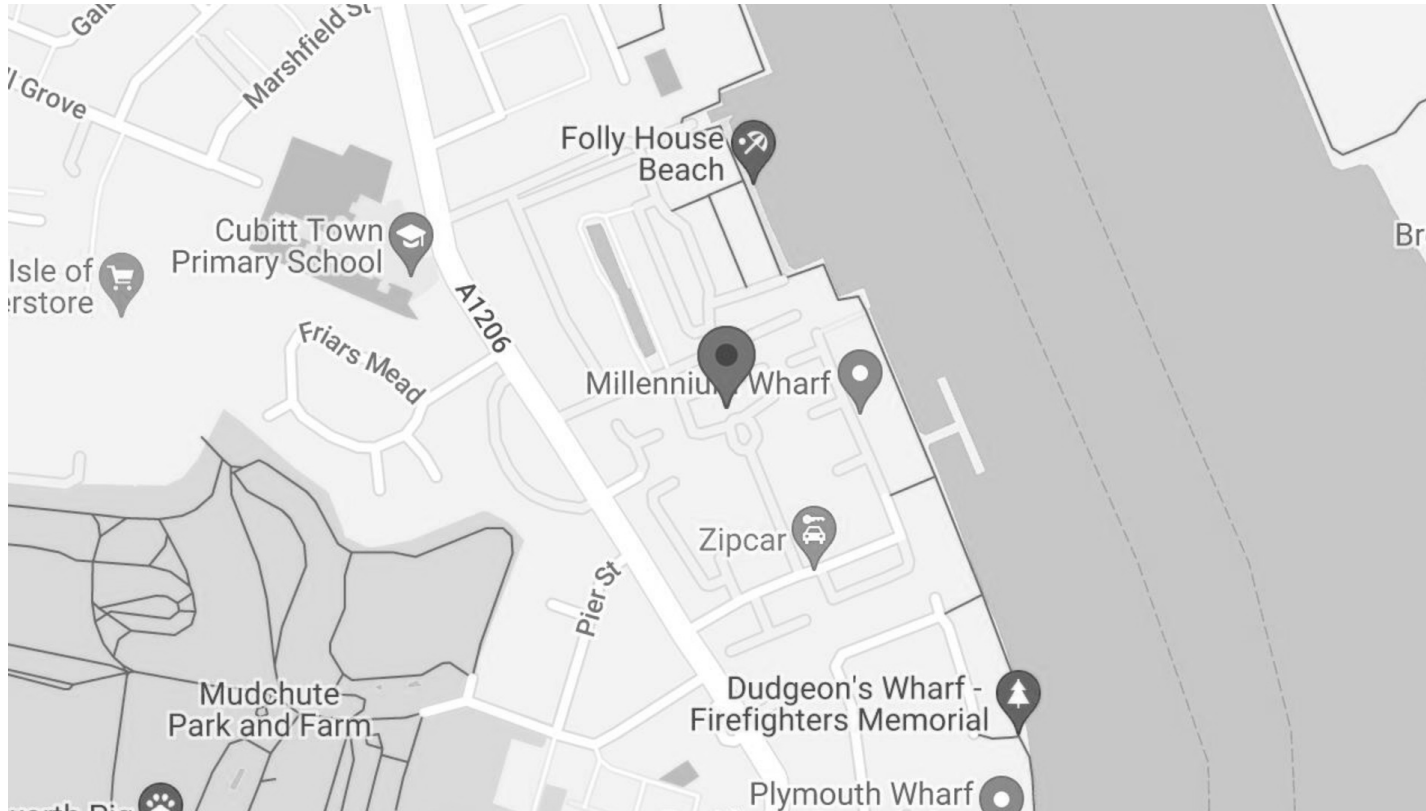 Marshfield St
Grove
Folly House
Beach
Cubitt Town
Primary School
Isle of
A1206
Friars Mead
Millennium Wharf
Zipcar
Pier St
Mudchute
Park and Farm
Dudgeon's Wharf -
Firefighters Memorial
Plymouth Wharf